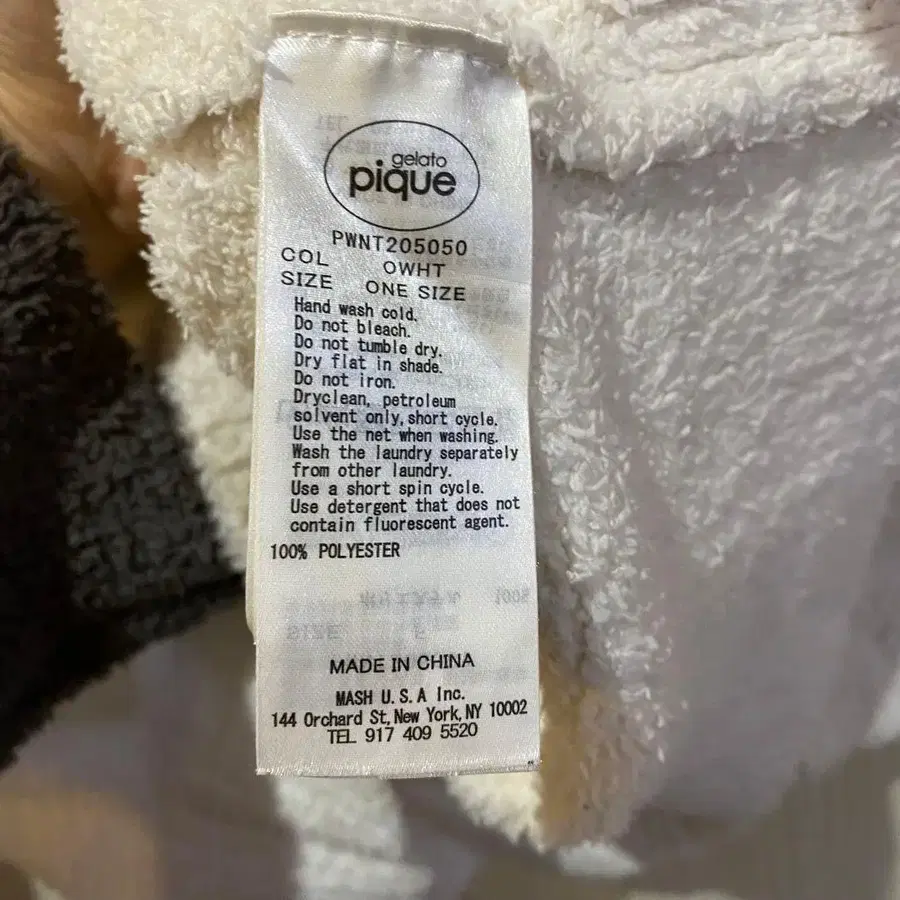 gelato
pique
PWNT205050
COL OWHT
SIZE ONE SIZE
Hand wash cold.
Do not bleach.
Do not tumble dry.
Dry flat in shade.
Do not iron.
Dryclean, petroleum
solvent only, short cycle.
Use the net when washing.
Wash the laundry separately
from other laundry.
Use a short spin cycle.
Use detergent that does not
contain fluorescent agent.
100% POLYESTER
MADE IN CHINA
MASH U.S.A Inc.
144 Orchard St, New York, NY 10002
TEL 917 409 5520